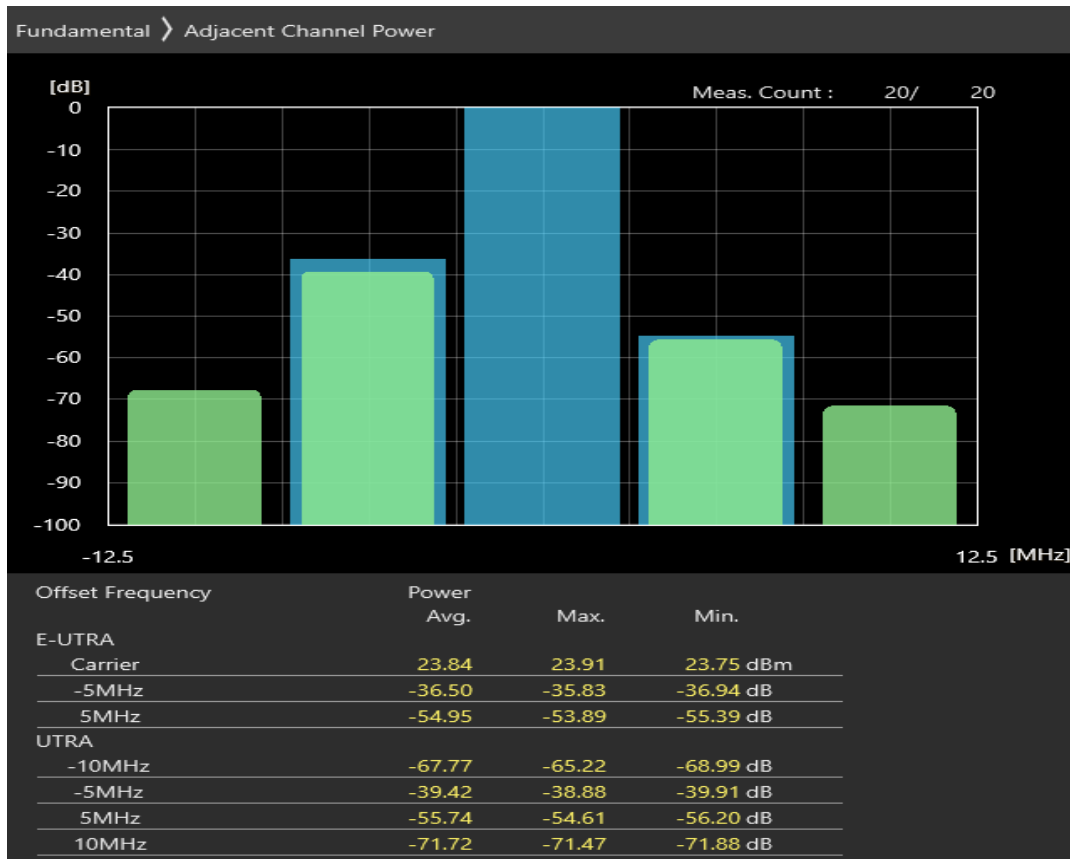 Fundamental 〉 Adjacent Channel Power
[dB]
Meas. Count : 20/ 20
0
-10
-20
-30
-40
-50
-60
-70
-80
-90
-100
-12.5 12.5 [MHz]
Offset Frequency Power
Avg. Max. Min.
E-UTRA
Carrier 23.84 23.91 23.75 dBm
-5MHz -36.50 -35.83 -36.94 dB
5MHz -54.95 -53.89 -55.39 dB
UTRA
-10MHz -67.77 -65.22 -68.99 dB
-5MHz -39.42 -38.88 -39.91 dB
5MHz -55.74 -54.61 -56.20 dB
10MHz -71.72 -71.47 -71.88 dB